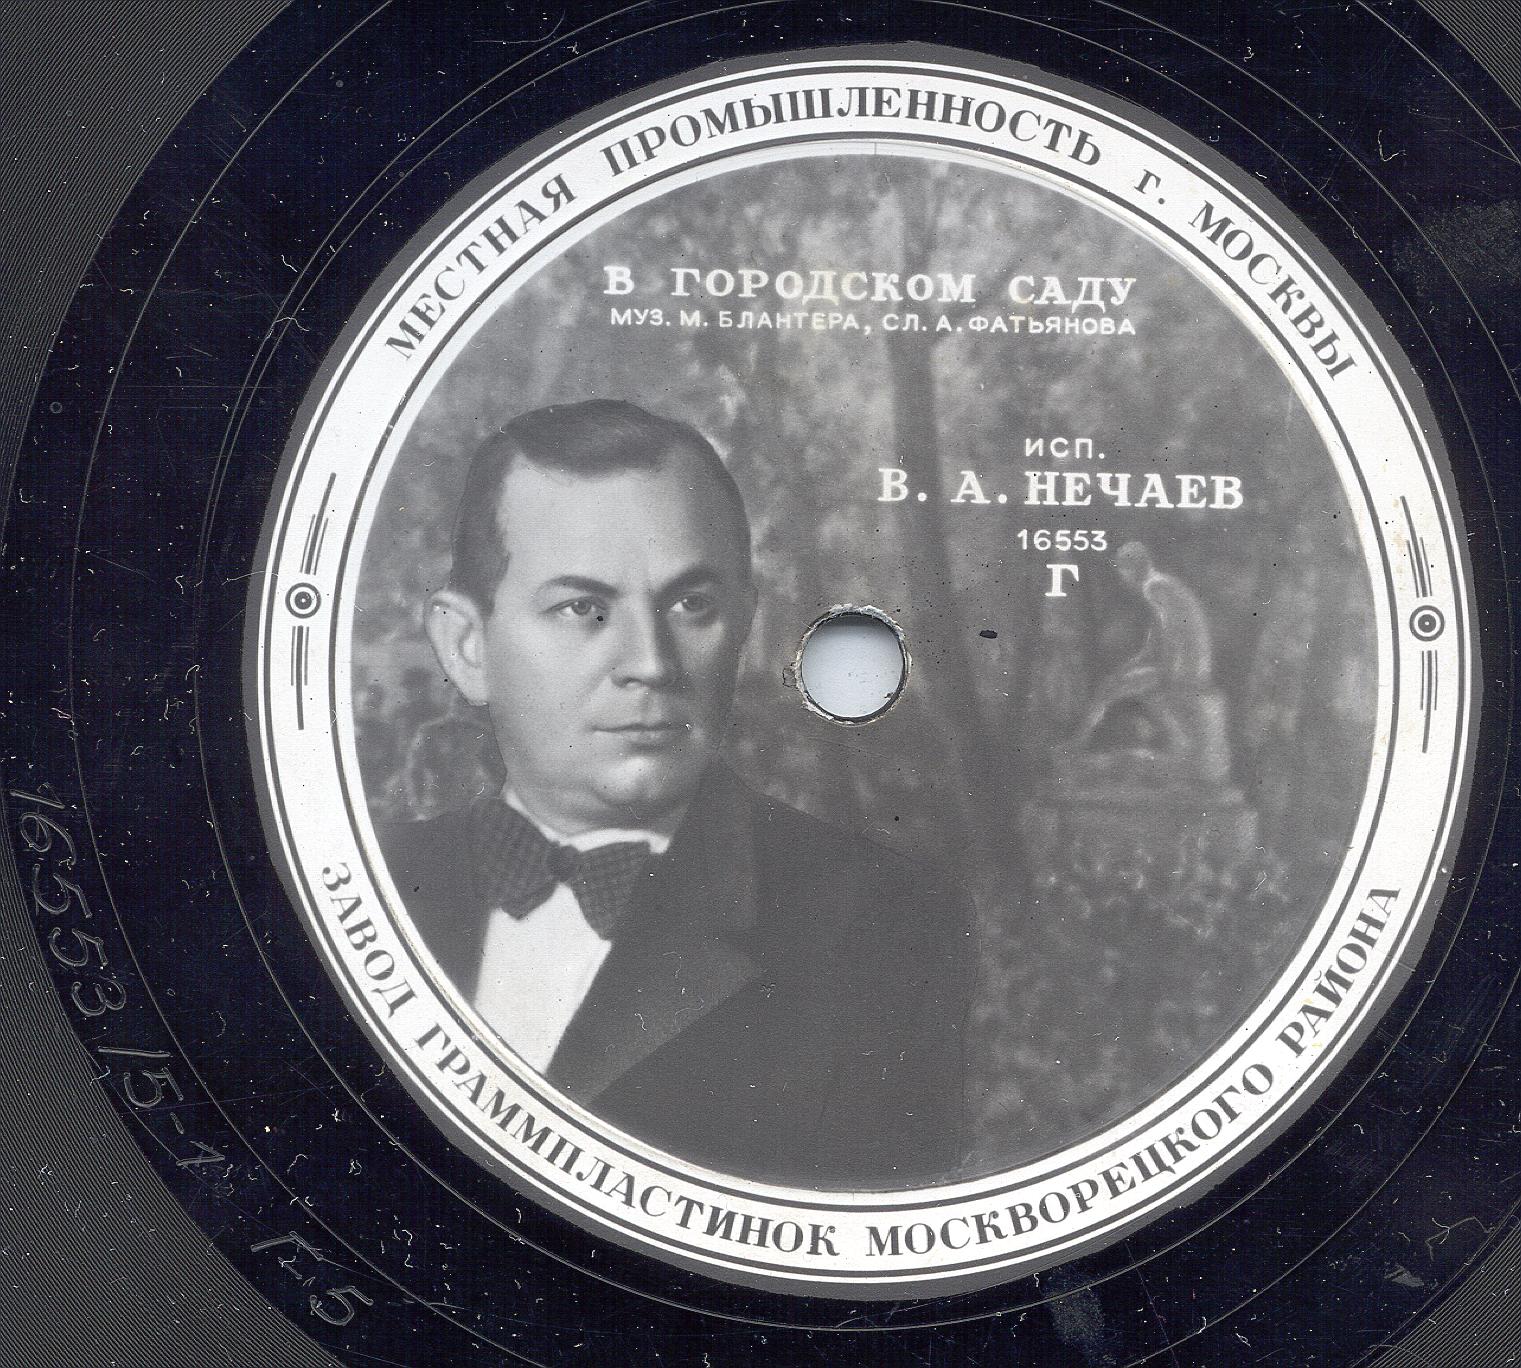 МЕСТНАЯ ПРОМЫШЛЕННОСТЬ г. МОСКВЫ
В ГОРОДСКОМ САДУ
МУЗ. М. БЛАНТЕРА, СЛ. А. ФАТЬЯНОВА
ИСП.
В. А. НЕЧАЕВ
16553
Г
ЗАВОД ГРАММПЛАСТИНОК МОСКВОРЕЦКОГО РАЙОНА
16553 /5-1